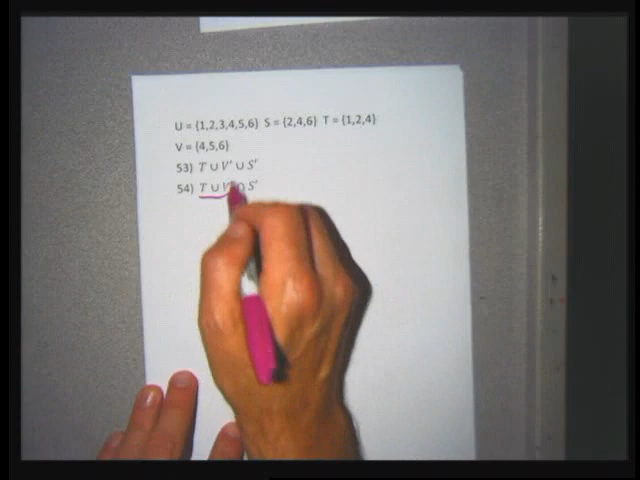 U = {1,2,3,4,5,6} S = {2,4,6} T = {1,2,4}
V = {4,5,6}
53) T ∪ V' ∪ S'
54) T ∪ V' ∩ S'